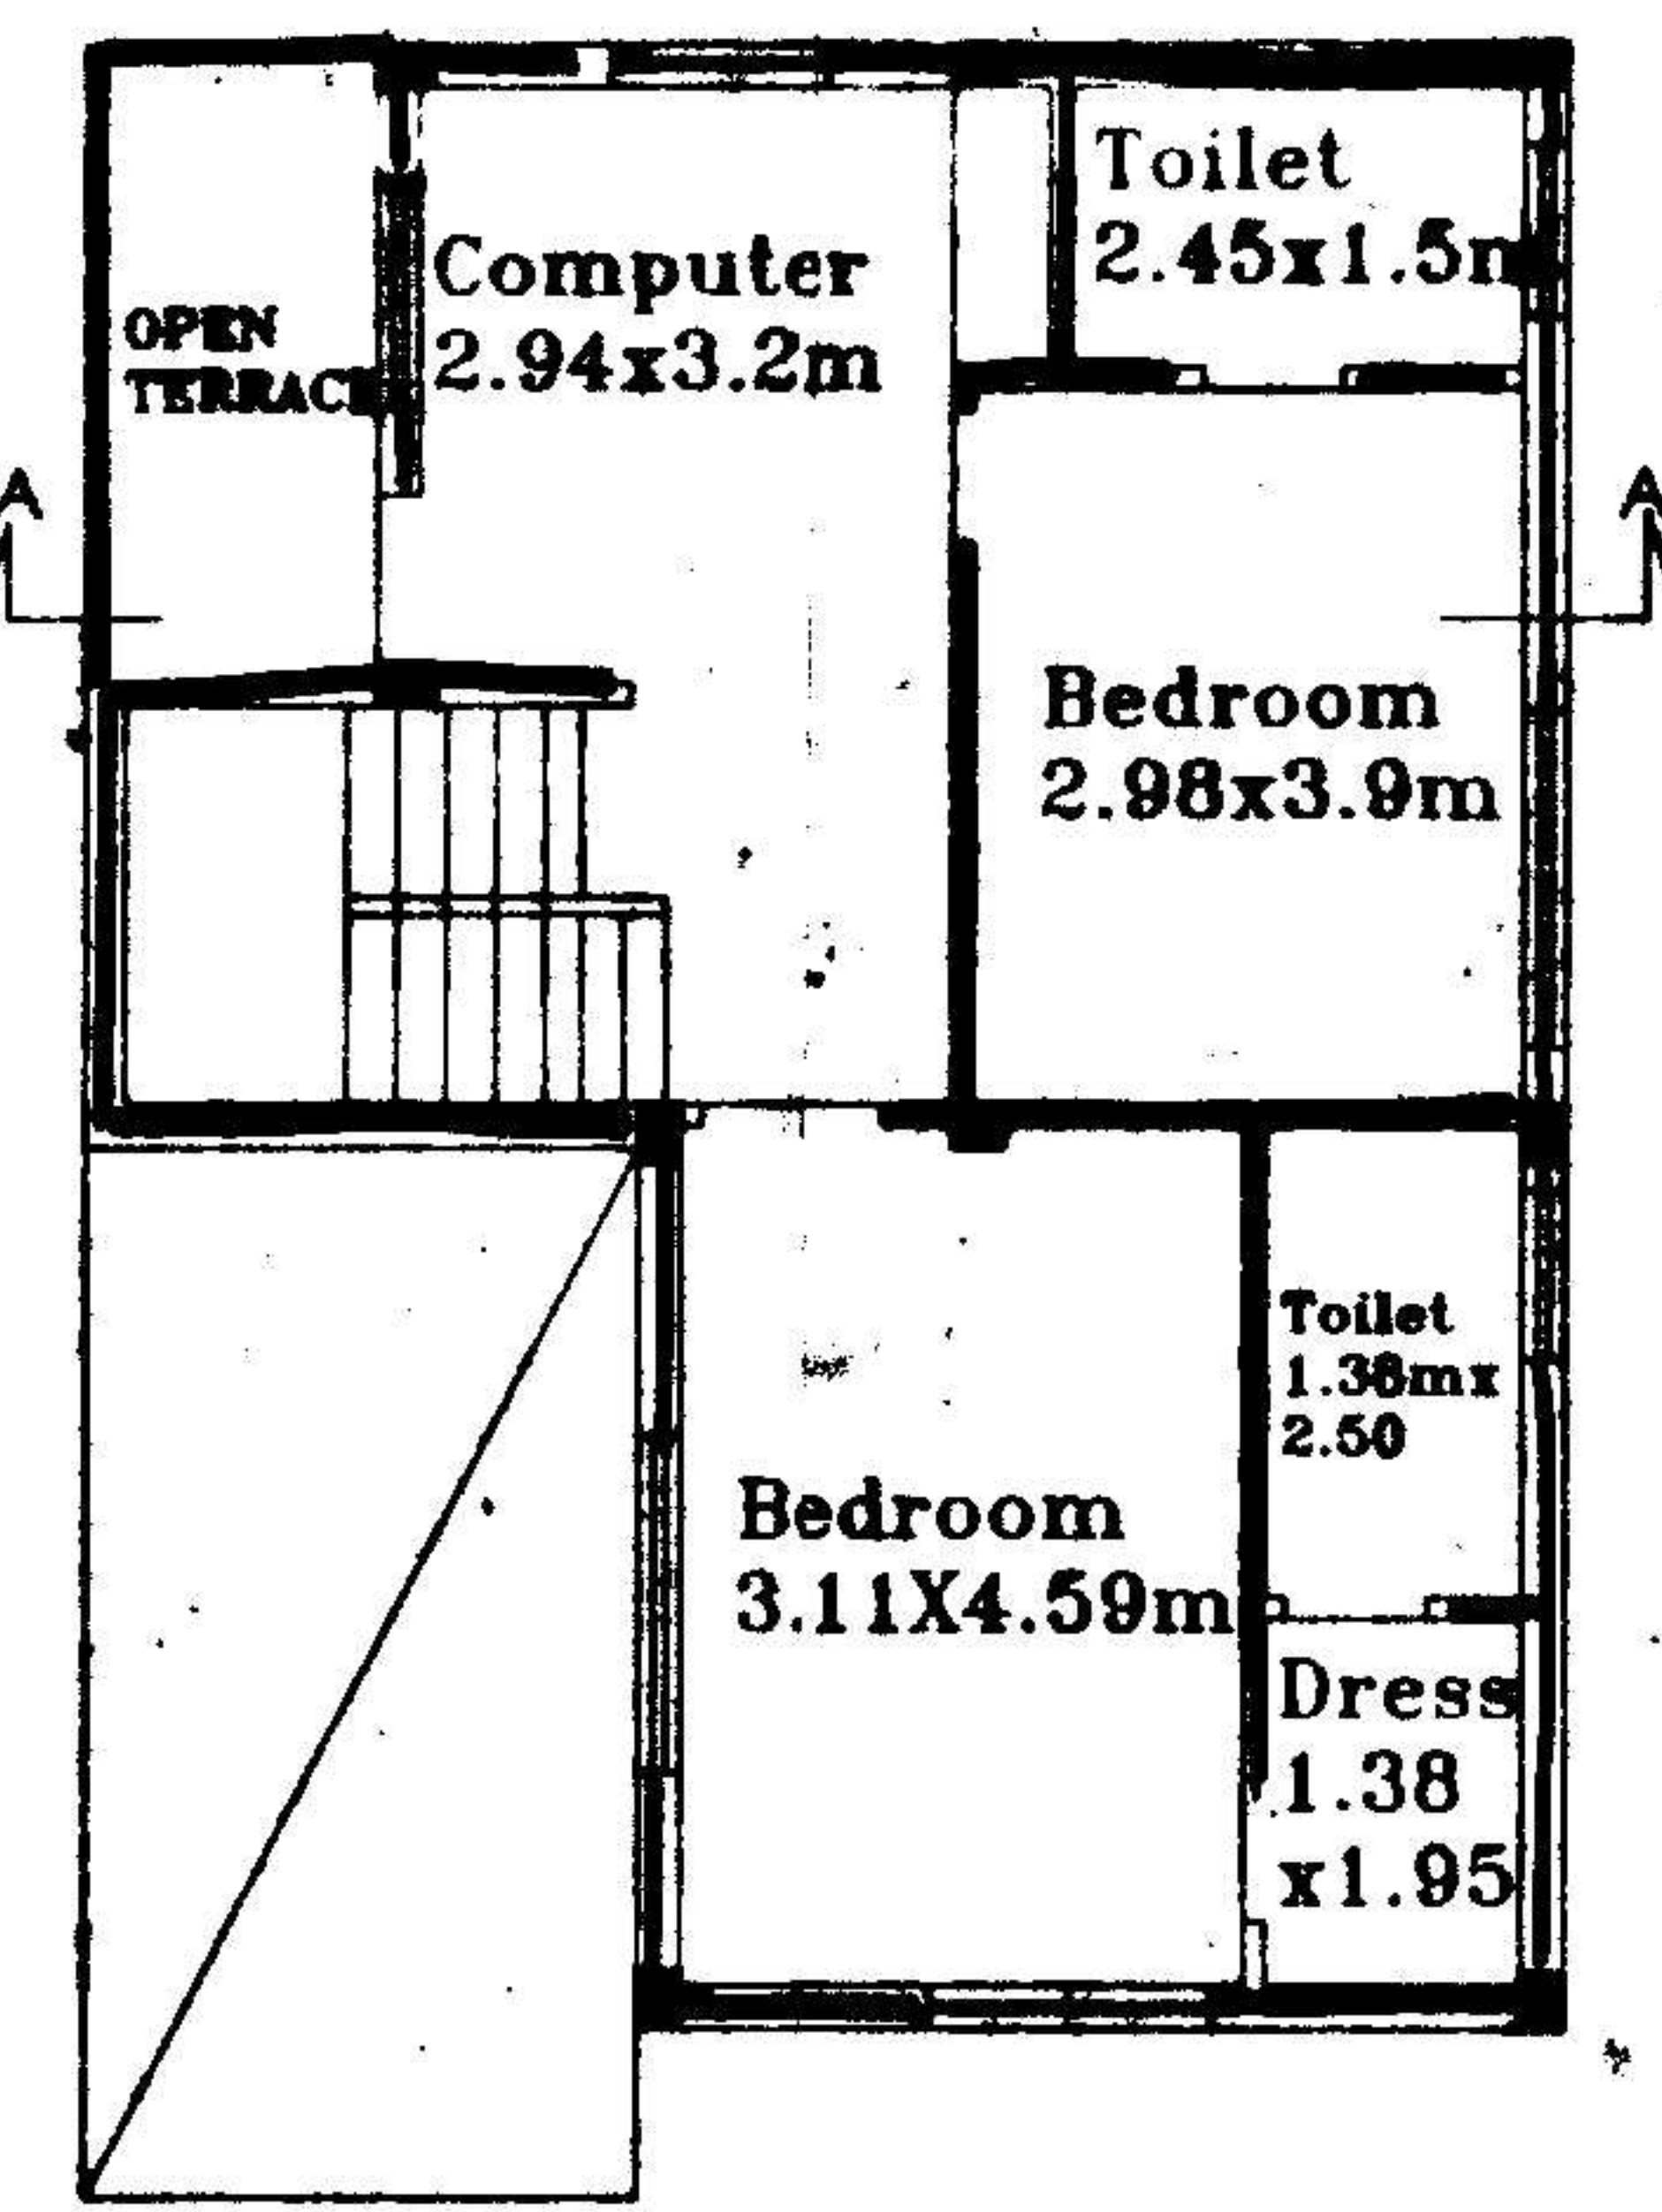 Toilet
2.45x1.5m
Computer
2.94x3.2m
OPEN
TERRACE
A
A
Bedroom
2.98x3.9m
Toilet
1.38mx
2.50
Bedroom
3.11X4.59m
Dress
1.38
x1.95